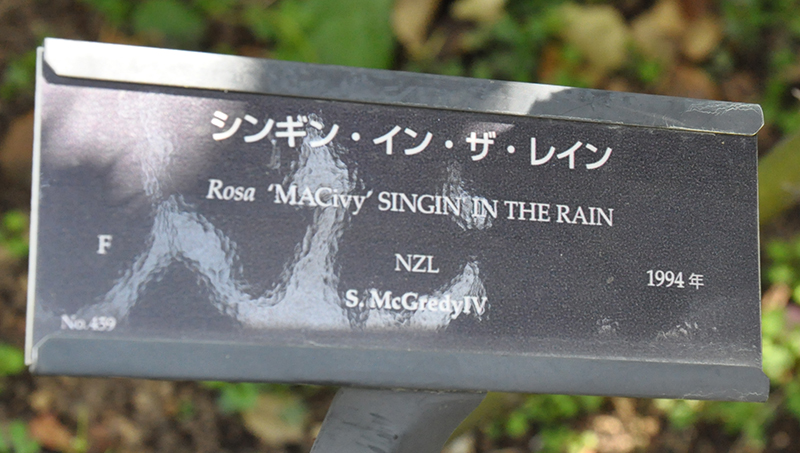 シンギン・イン・ザ・レイン
Rosa 'MACivy' SINGIN' IN THE RAIN
F
NZL
1994 年
S. McGredyIV
No. 459